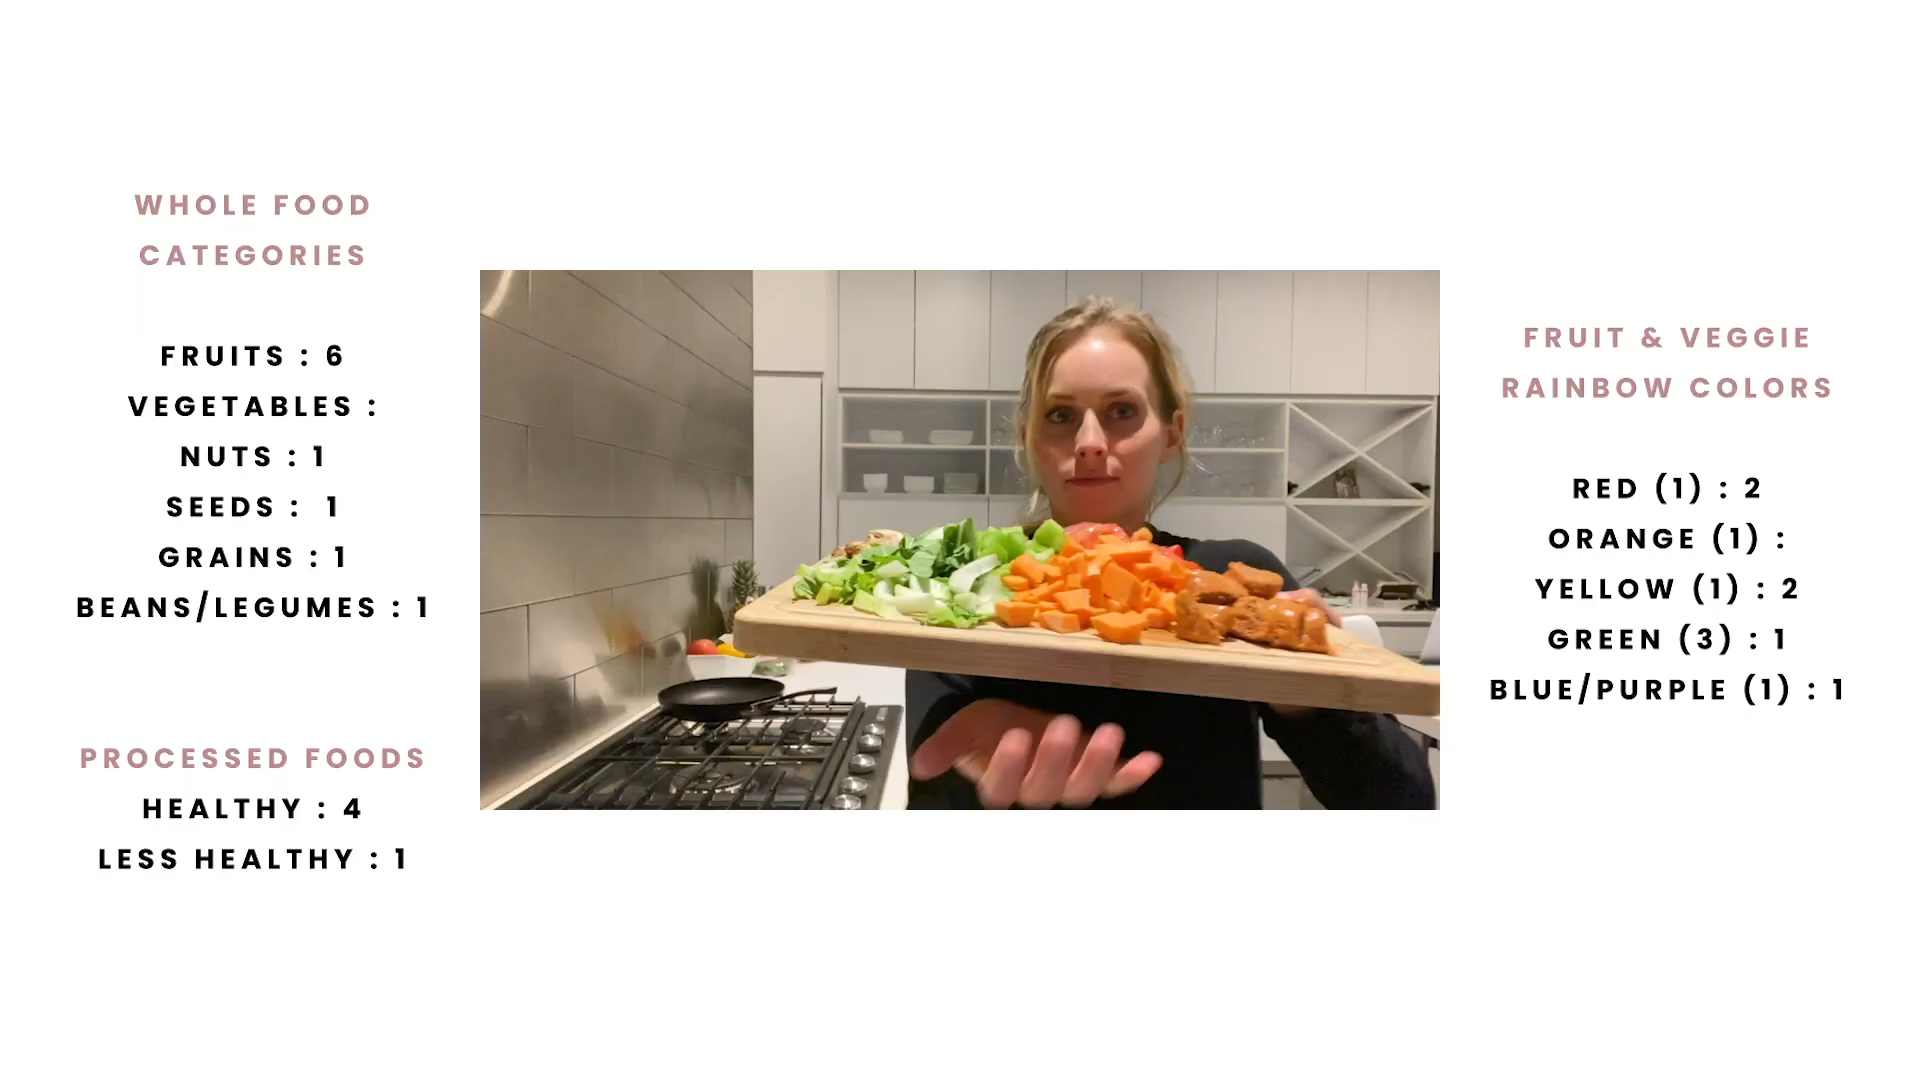 WHOLE FOOD
CATEGORIES
FRUITS : 6
VEGETABLES :
NUTS : 1
SEEDS : 1
GRAINS : 1
BEANS/LEGUMES : 1
PROCESSED FOODS
HEALTHY : 4
LESS HEALTHY : 1
FRUIT & VEGGIE
RAINBOW COLORS
RED (1) : 2
ORANGE (1) :
YELLOW (1) : 2
GREEN (3) : 1
BLUE/PURPLE (1) : 1